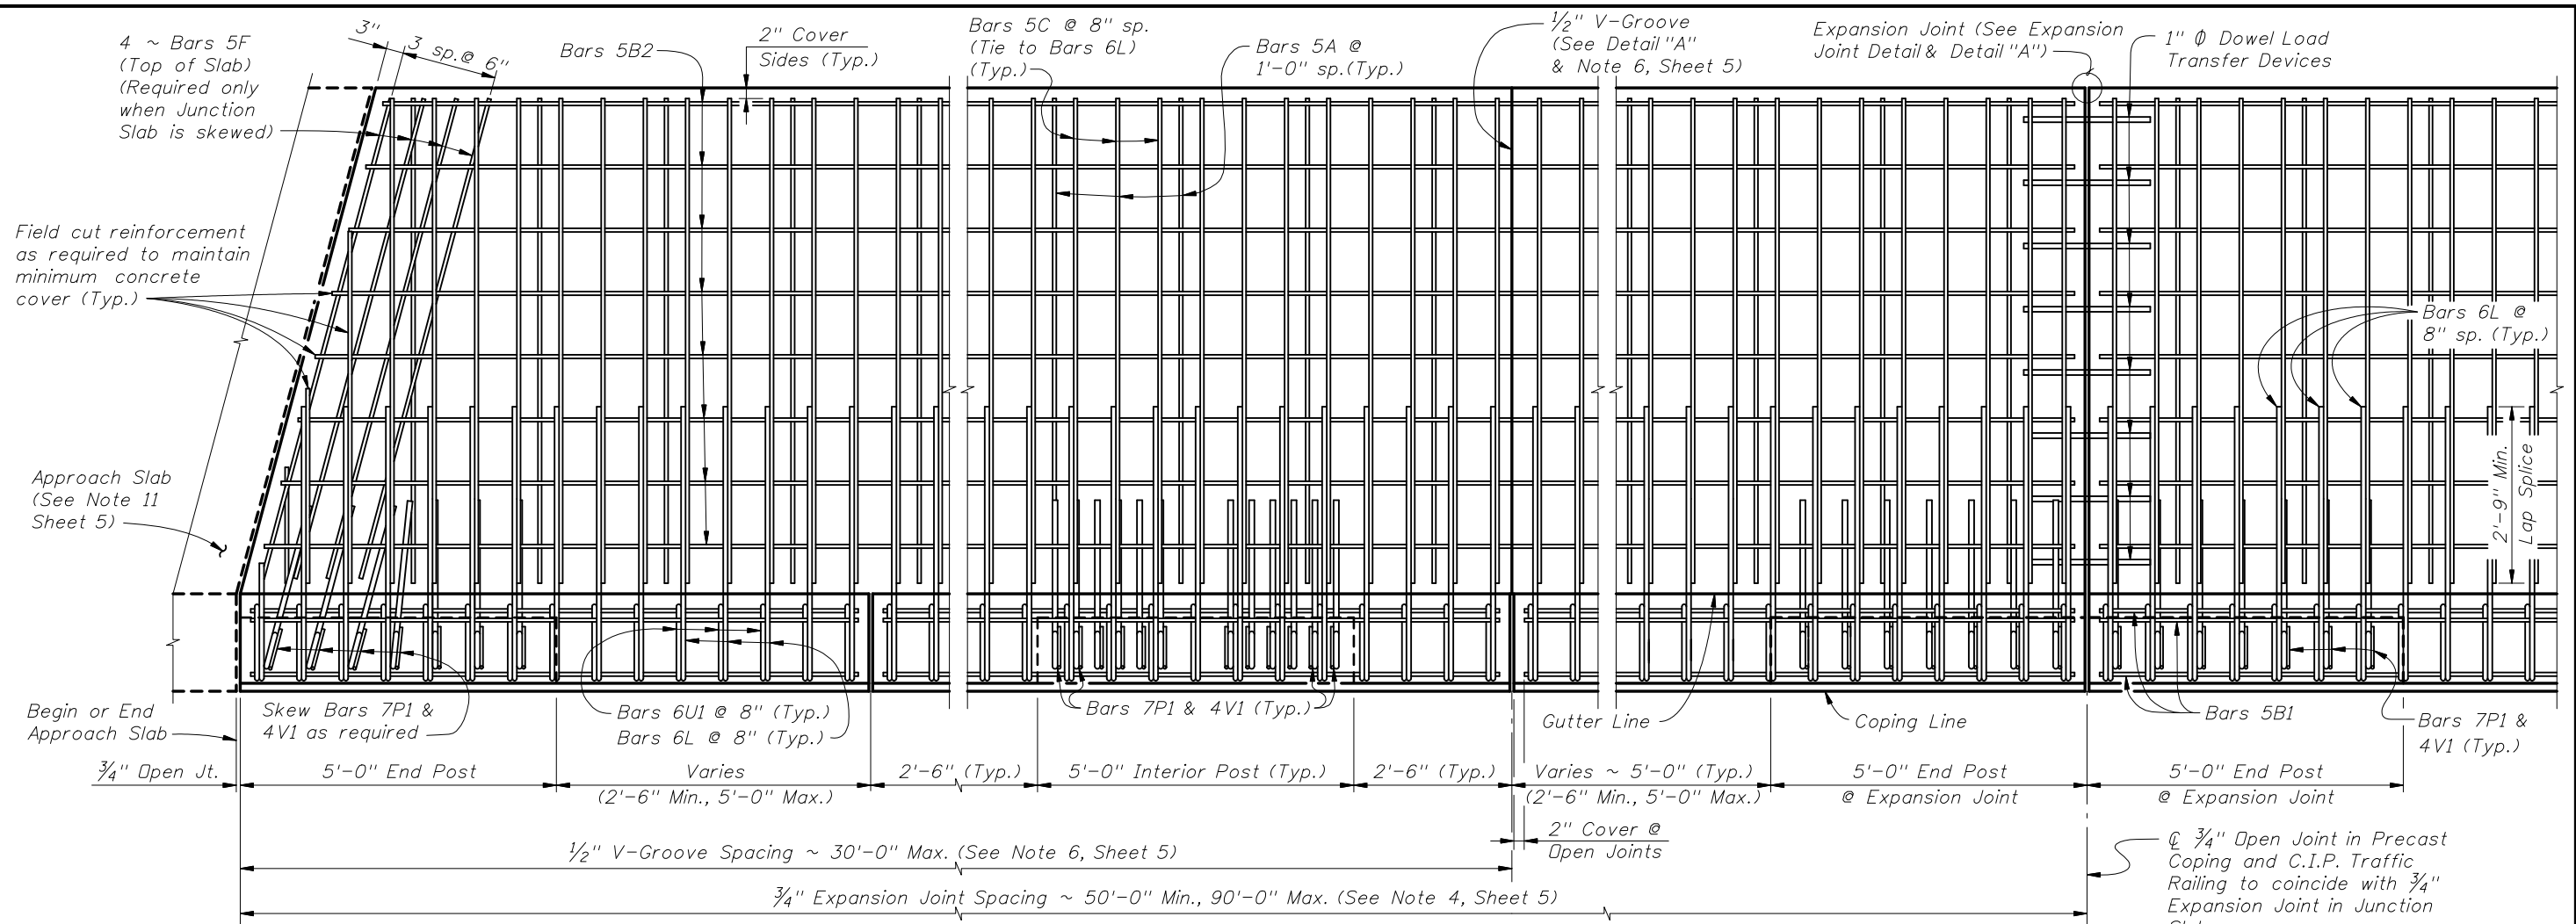 4 ~ Bars 5F
(Top of Slab)
(Required only
when Junction
Slab is skewed)
3"
3 sp.@ 6"
Bars 5B2
2" Cover
Sides (Typ.)
Bars 5C @ 8" sp.
(Tie to Bars 6L)
(Typ.)
Bars 5A @
1'-0" sp.(Typ.)
1/2" V-Groove
(See Detail "A"
& Note 6, Sheet 5)
Expansion Joint (See Expansion
Joint Detail & Detail "A")
1" ϕ Dowel Load
Transfer Devices
Field cut reinforcement
as required to maintain
minimum concrete
cover (Typ.)
Bars 6L @
8" sp. (Typ.)
2'-9" Min.
Lap Splice
Approach Slab
(See Note 11
Sheet 5)
Begin or End
Approach Slab
Skew Bars 7P1 &
4V1 as required
Bars 6U1 @ 8" (Typ.)
Bars 6L @ 8" (Typ.)
Bars 7P1 & 4V1 (Typ.)
Gutter Line
Coping Line
Bars 5B1
Bars 7P1 &
4V1 (Typ.)
3/4" Open Jt.
5'-0" End Post
Varies
(2'-6" Min., 5'-0" Max.)
2'-6" (Typ.)
5'-0" Interior Post (Typ.)
2'-6" (Typ.)
Varies ~ 5'-0" (Typ.)
(2'-6" Min., 5'-0" Max.)
5'-0" End Post
@ Expansion Joint
5'-0" End Post
@ Expansion Joint
2" Cover @
Open Joints
1/2" V-Groove Spacing ~ 30'-0" Max. (See Note 6, Sheet 5)
3/4" Expansion Joint Spacing ~ 50'-0" Min., 90'-0" Max. (See Note 4, Sheet 5)
℄ 3/4" Open Joint in Precast
Coping and C.I.P. Traffic
Railing to coincide with 3/4"
Expansion Joint in Junction